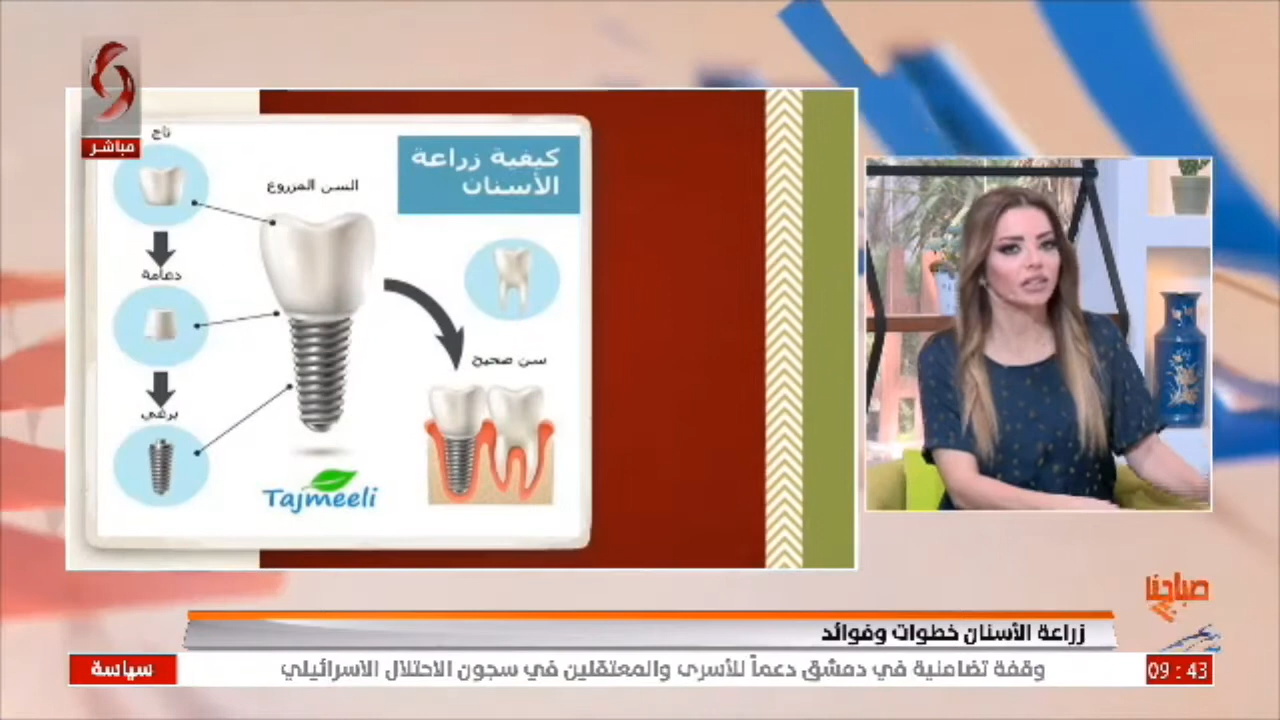 مباشر
تاج
السن المزروع
كيفية زراعة
الأسنان
دعامة
سن صحيح
برغي
Tajmeeli
صباحنا
زراعة الأسنان خطوات وفوائد
سياسة
وقفة تضامنية في دمشق دعماً للأسرى والمعتقلين في سجون الاحتلال الاسرائيلي
09:43